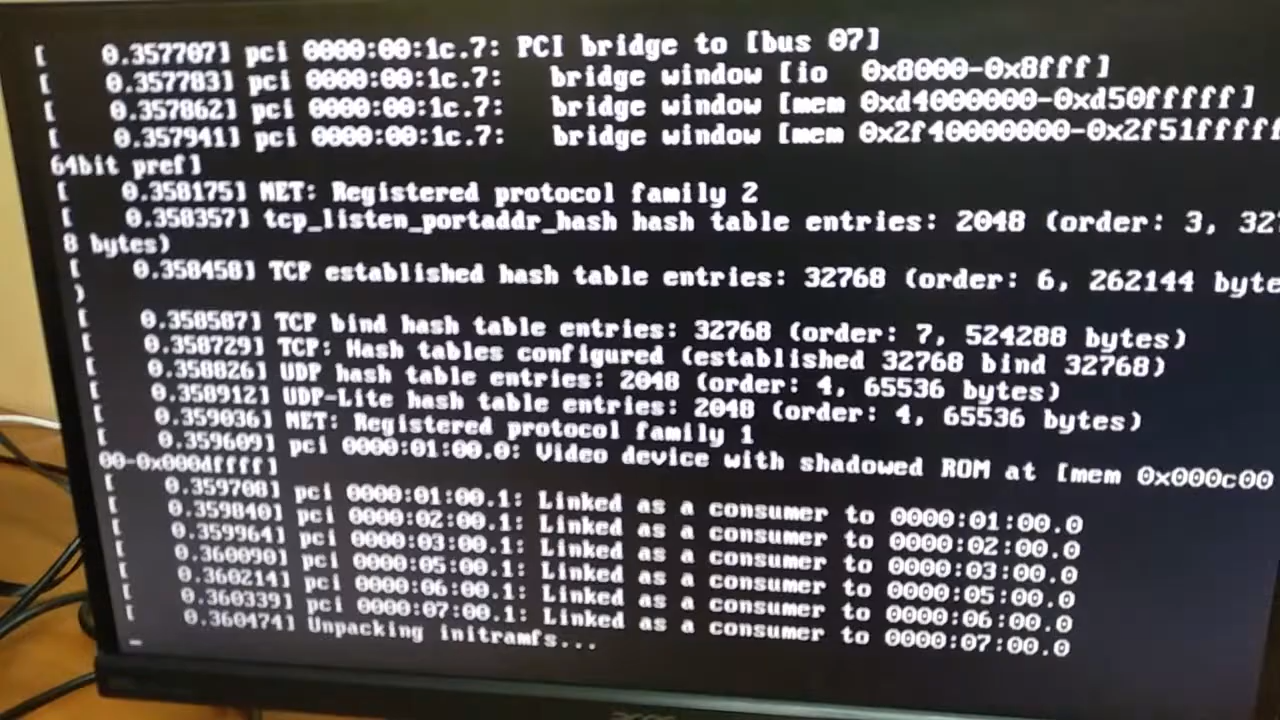 [    0.357707] pci 0000:00:1c.7: PCI bridge to [bus 07]
[    0.357783] pci 0000:00:1c.7:   bridge window [io  0x8000-0x8fff]
[    0.357862] pci 0000:00:1c.7:   bridge window [mem 0xd4000000-0xd50fffff]
[    0.357941] pci 0000:00:1c.7:   bridge window [mem 0x2f40000000-0x2f51fffff
64bit pref]
[    0.358175] NET: Registered protocol family 2
[    0.358357] tcp_listen_portaddr_hash hash table entries: 2048 (order: 3, 32
8 bytes)
[    0.358458] TCP established hash table entries: 32768 (order: 6, 262144 byte
)
[    0.358587] TCP bind hash table entries: 32768 (order: 7, 524288 bytes)
[    0.358729] TCP: Hash tables configured (established 32768 bind 32768)
[    0.358826] UDP hash table entries: 2048 (order: 4, 65536 bytes)
[    0.358912] UDP-Lite hash table entries: 2048 (order: 4, 65536 bytes)
[    0.359036] NET: Registered protocol family 1
[    0.359609] pci 0000:01:00.0: Video device with shadowed ROM at [mem 0x000c00
00-0x000dffff]
[    0.359708] pci 0000:01:00.1: Linked as a consumer to 0000:01:00.0
[    0.359840] pci 0000:02:00.1: Linked as a consumer to 0000:02:00.0
[    0.359964] pci 0000:03:00.1: Linked as a consumer to 0000:03:00.0
[    0.360090] pci 0000:05:00.1: Linked as a consumer to 0000:05:00.0
[    0.360214] pci 0000:06:00.1: Linked as a consumer to 0000:06:00.0
[    0.360339] pci 0000:07:00.1: Linked as a consumer to 0000:07:00.0
[    0.360474] Unpacking initramfs...
_
acer